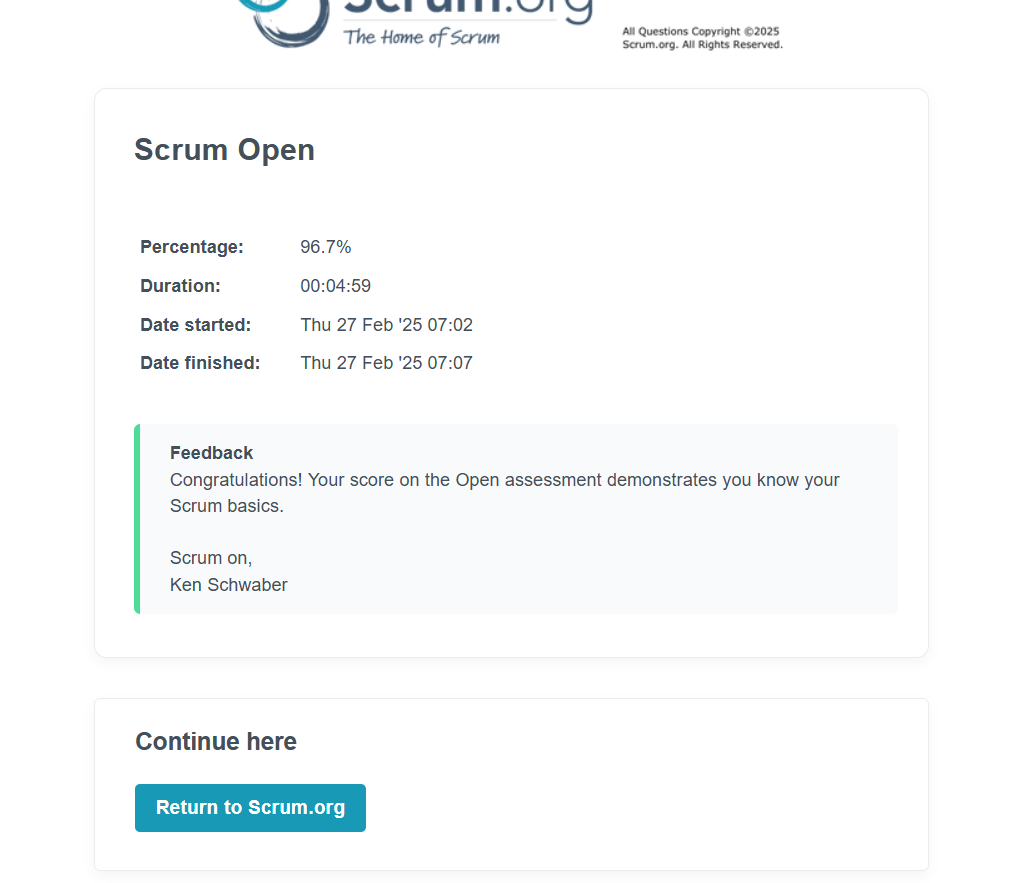 Scrum.org
The Home of Scrum
All Questions Copyright ©2025
Scrum.org. All Rights Reserved.
Scrum Open
Percentage: 96.7%
Duration: 00:04:59
Date started: Thu 27 Feb '25 07:02
Date finished: Thu 27 Feb '25 07:07
Feedback
Congratulations! Your score on the Open assessment demonstrates you know your
Scrum basics.
Scrum on,
Ken Schwaber
Continue here
Return to Scrum.org